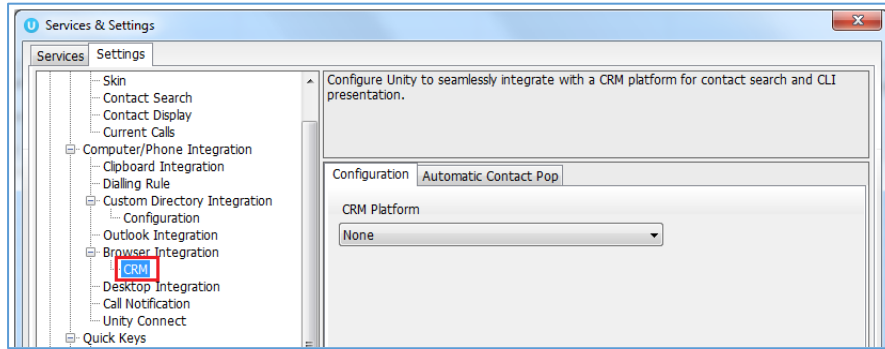 Services & Settings
Services Settings
Skin
Contact Search
Contact Display
Current Calls
Computer/Phone Integration
Clipboard Integration
Dialling Rule
Custom Directory Integration
Configuration
Outlook Integration
Browser Integration
CRM
Desktop Integration
Call Notification
Unity Connect
Quick Keys
Configure Unity to seamlessly integrate with a CRM platform for contact search and CLI
presentation.
Configuration Automatic Contact Pop
CRM Platform
None